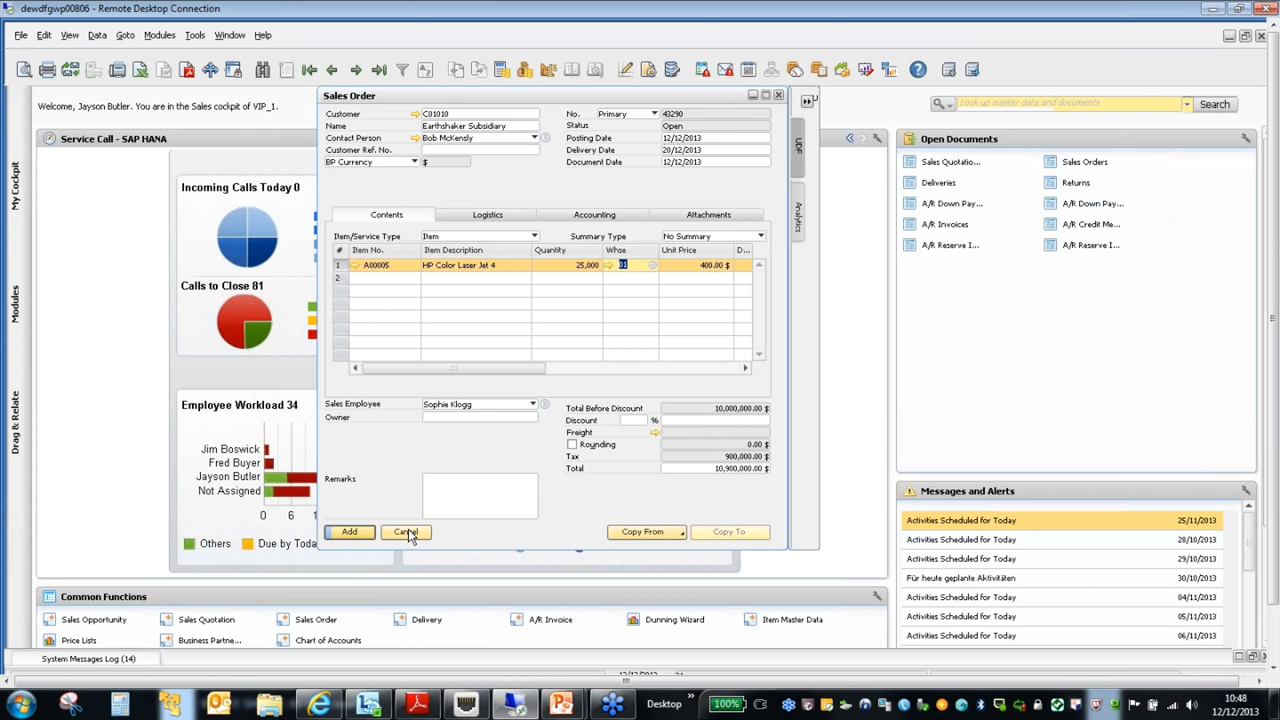 dewdfgwp00806 - Remote Desktop Connection
File Edit View Data Goto Modules Tools Window Help
Welcome, Jayson Butler. You are in the Sales cockpit of VIP_1.
Look up master data and documents
Search
My Cockpit
Modules
Drag & Relate
Service Call - SAP HANA
Incoming Calls Today 0
Calls to Close 81
Employee Workload 34
Jim Boswick
Fred Buyer
Jayson Butler
Not Assigned
0 6
Others Due by Toda
Sales Order
Customer C01010
Name Earthshaker Subsidiary
Contact Person Bob McKensly
Customer Ref. No.
BP Currency $
No. Primary 43290
Status Open
Posting Date 12/12/2013
Delivery Date 20/12/2013
Document Date 12/12/2013
Contents Logistics Accounting Attachments
Item/Service Type Item Summary Type No Summary
# Item No. Item Description Quantity Whse Unit Price D...
1 A00005 HP Color Laser Jet 4 25,000 01 400.00 $
2
Sales Employee Sophie Klogg
Owner
Remarks
Total Before Discount 10,000,000.00 $
Discount %
Freight
Rounding 0.00 $
Tax 900,000.00 $
Total 10,900,000.00 $
Add Cancel Copy From Copy To
UDF
Analytics
Open Documents
Sales Quotatio... Sales Orders
Deliveries Returns
A/R Down Pay... A/R Down Pay...
A/R Invoices A/R Credit Me...
A/R Reserve I... A/R Reserve I...
Messages and Alerts
Activities Scheduled for Today 25/11/2013
Activities Scheduled for Today 28/10/2013
Activities Scheduled for Today 29/10/2013
Für heute geplante Aktivitäten 30/10/2013
Activities Scheduled for Today 04/11/2013
Activities Scheduled for Today 05/11/2013
Activities Scheduled for Today 06/11/2013
Common Functions
Sales Opportunity Sales Quotation Sales Order Delivery A/R Invoice Dunning Wizard Item Master Data
Price Lists Business Partne... Chart of Accounts
System Messages Log (14)
Desktop
100%
10:48
12/12/2013